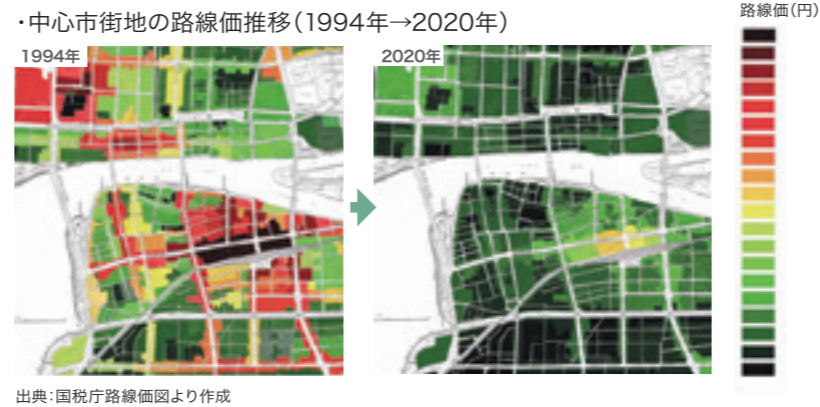 ・中心市街地の路線価推移（1994年→2020年）
路線価（円）
1994年
2020年
出典：国税庁路線価図より作成